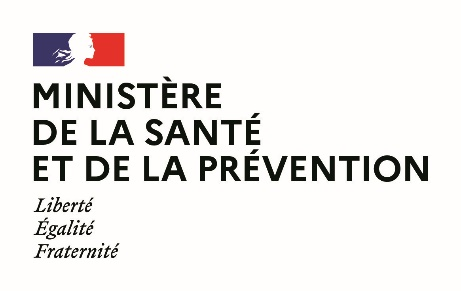 MINISTÈRE
DE LA SANTÉ
ET DE LA PRÉVENTION
Liberté
Égalité
Fraternité